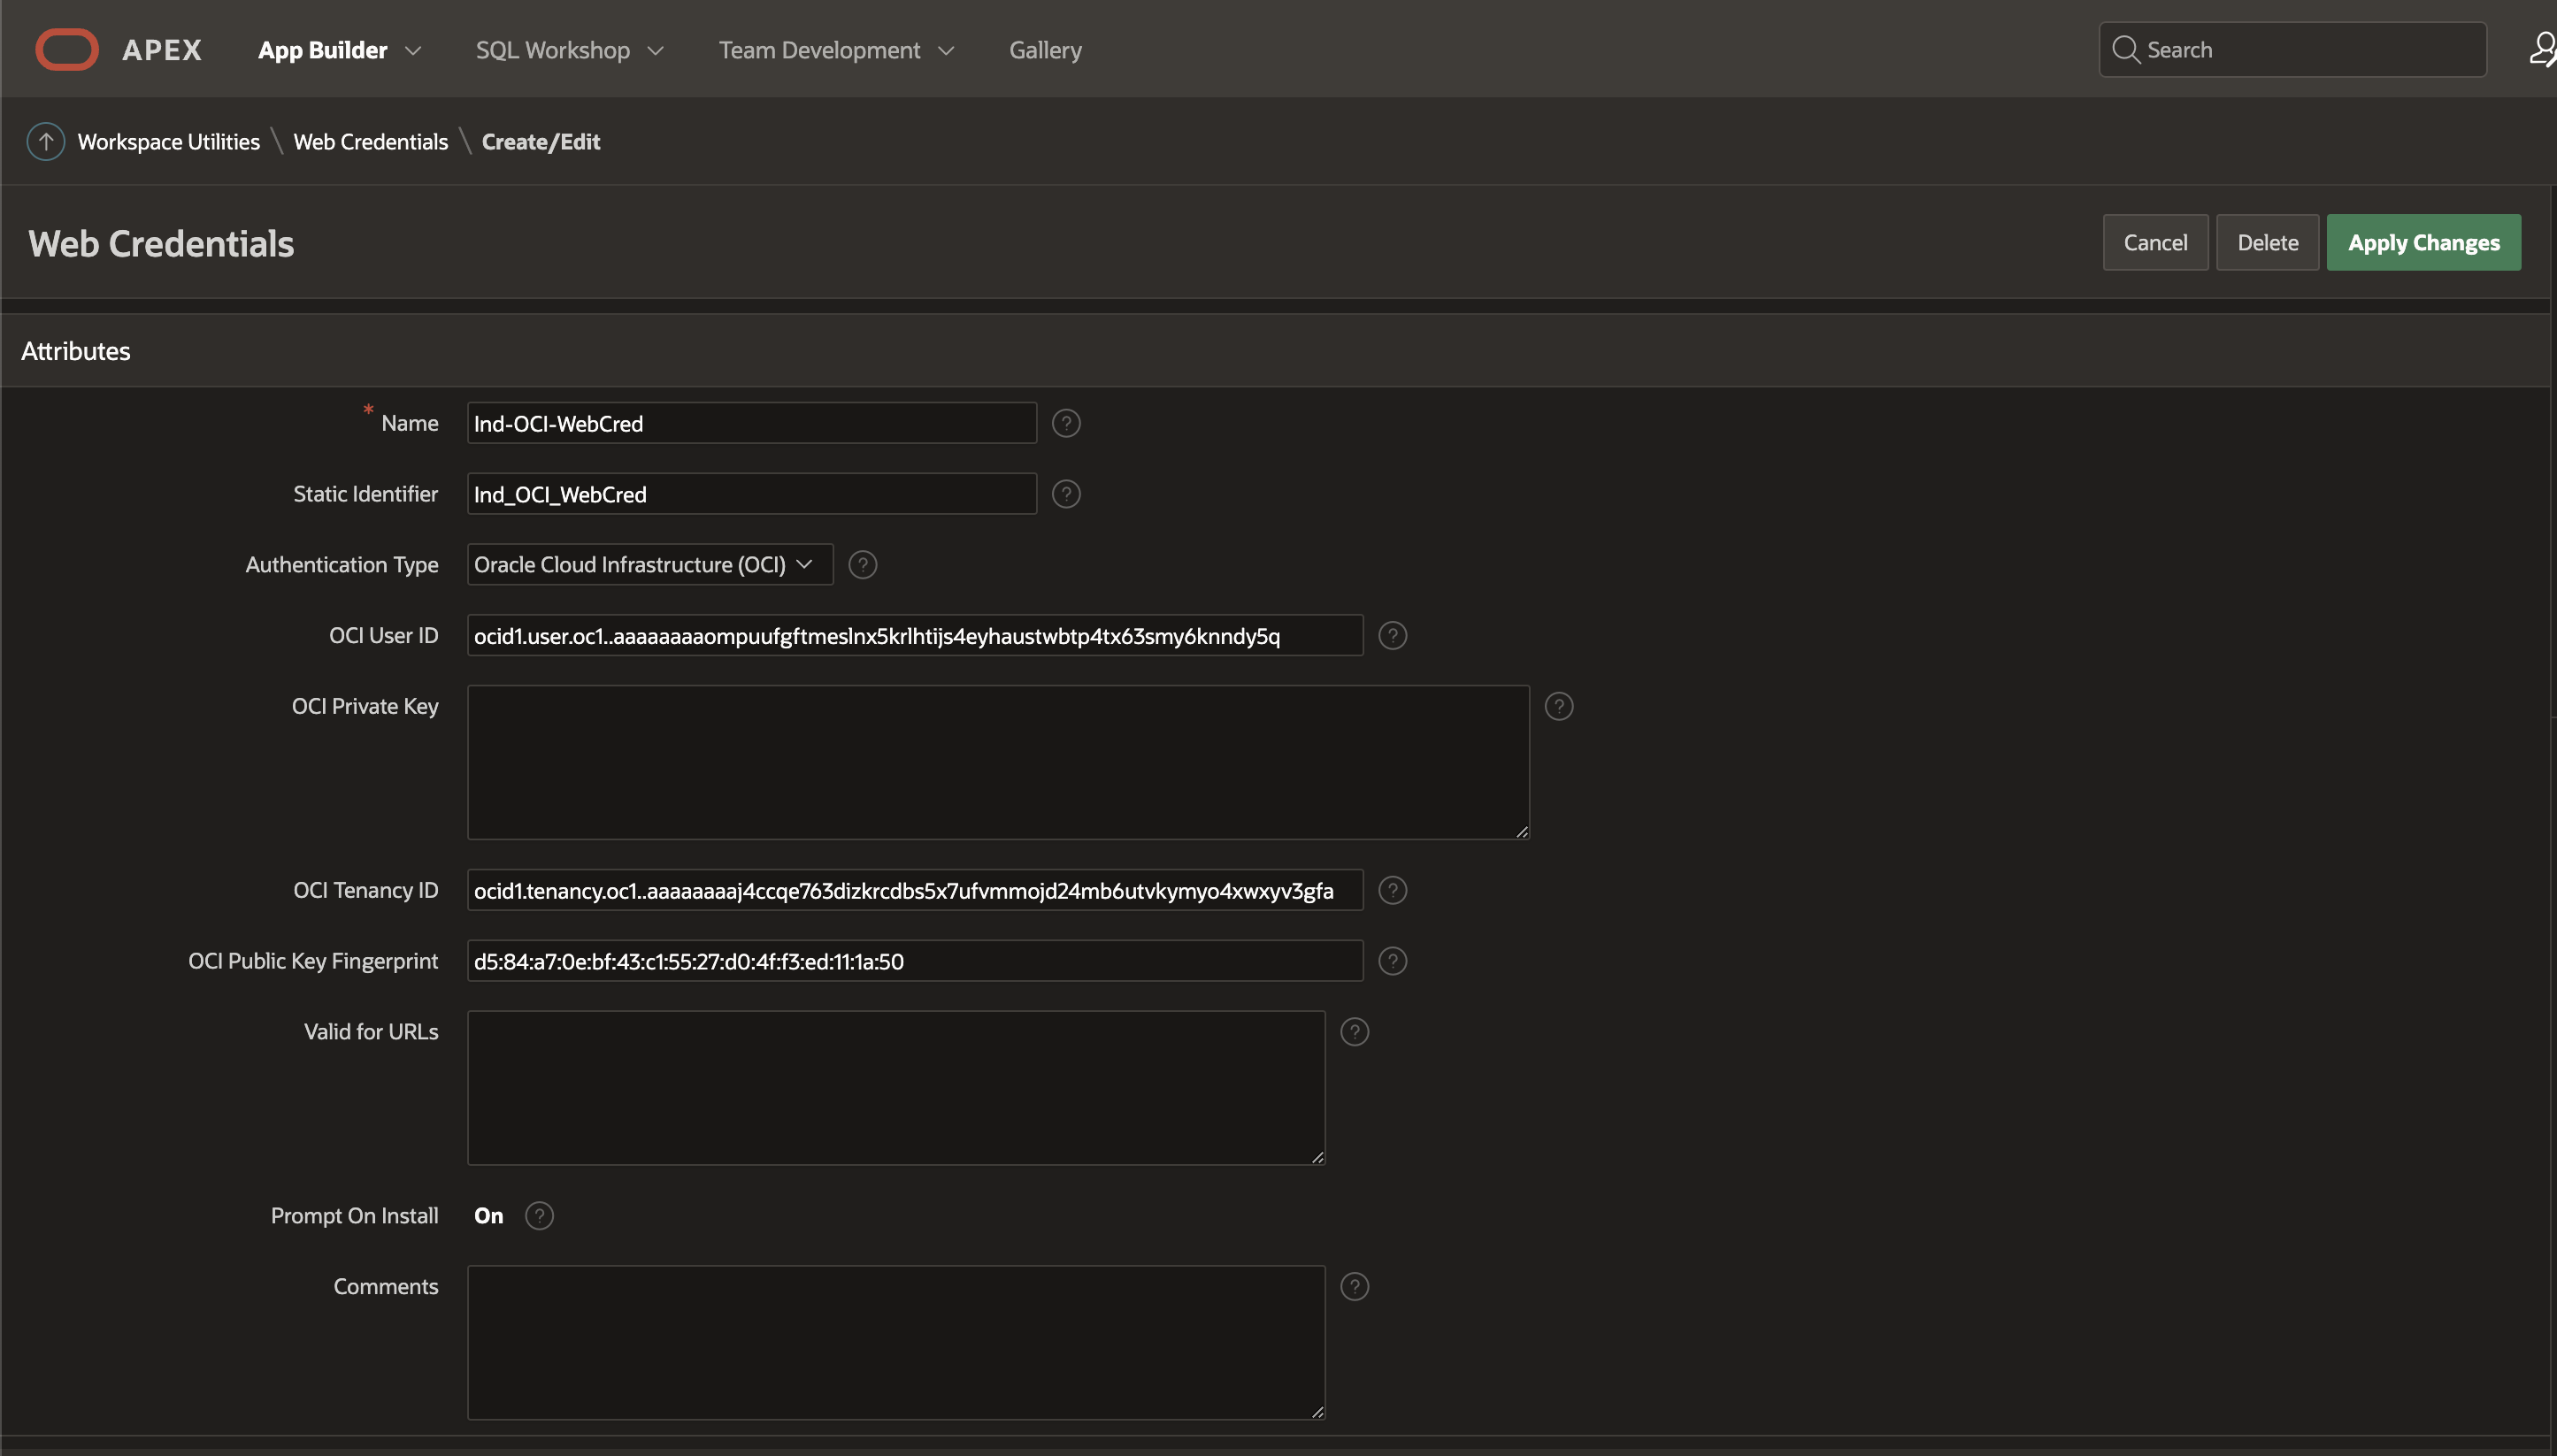 APEX App Builder SQL Workshop Team Development Gallery Search
Workspace Utilities \ Web Credentials \ Create/Edit
Web Credentials Cancel Delete Apply Changes
Attributes
* Name Ind-OCI-WebCred ?
Static Identifier Ind_OCI_WebCred ?
Authentication Type Oracle Cloud Infrastructure (OCI) ?
OCI User ID ocid1.user.oc1..aaaaaaaaompuufgftmeslnx5krlhtijs4eyhaustwbtp4tx63smy6knndy5q ?
OCI Private Key ?
OCI Tenancy ID ocid1.tenancy.oc1..aaaaaaaaj4ccqe763dizkrcdbs5x7ufvmmojd24mb6utvkymyo4xwxyv3gfa ?
OCI Public Key Fingerprint d5:84:a7:0e:bf:43:c1:55:27:d0:4f:f3:ed:11:1a:50 ?
Valid for URLs ?
Prompt On Install On ?
Comments ?